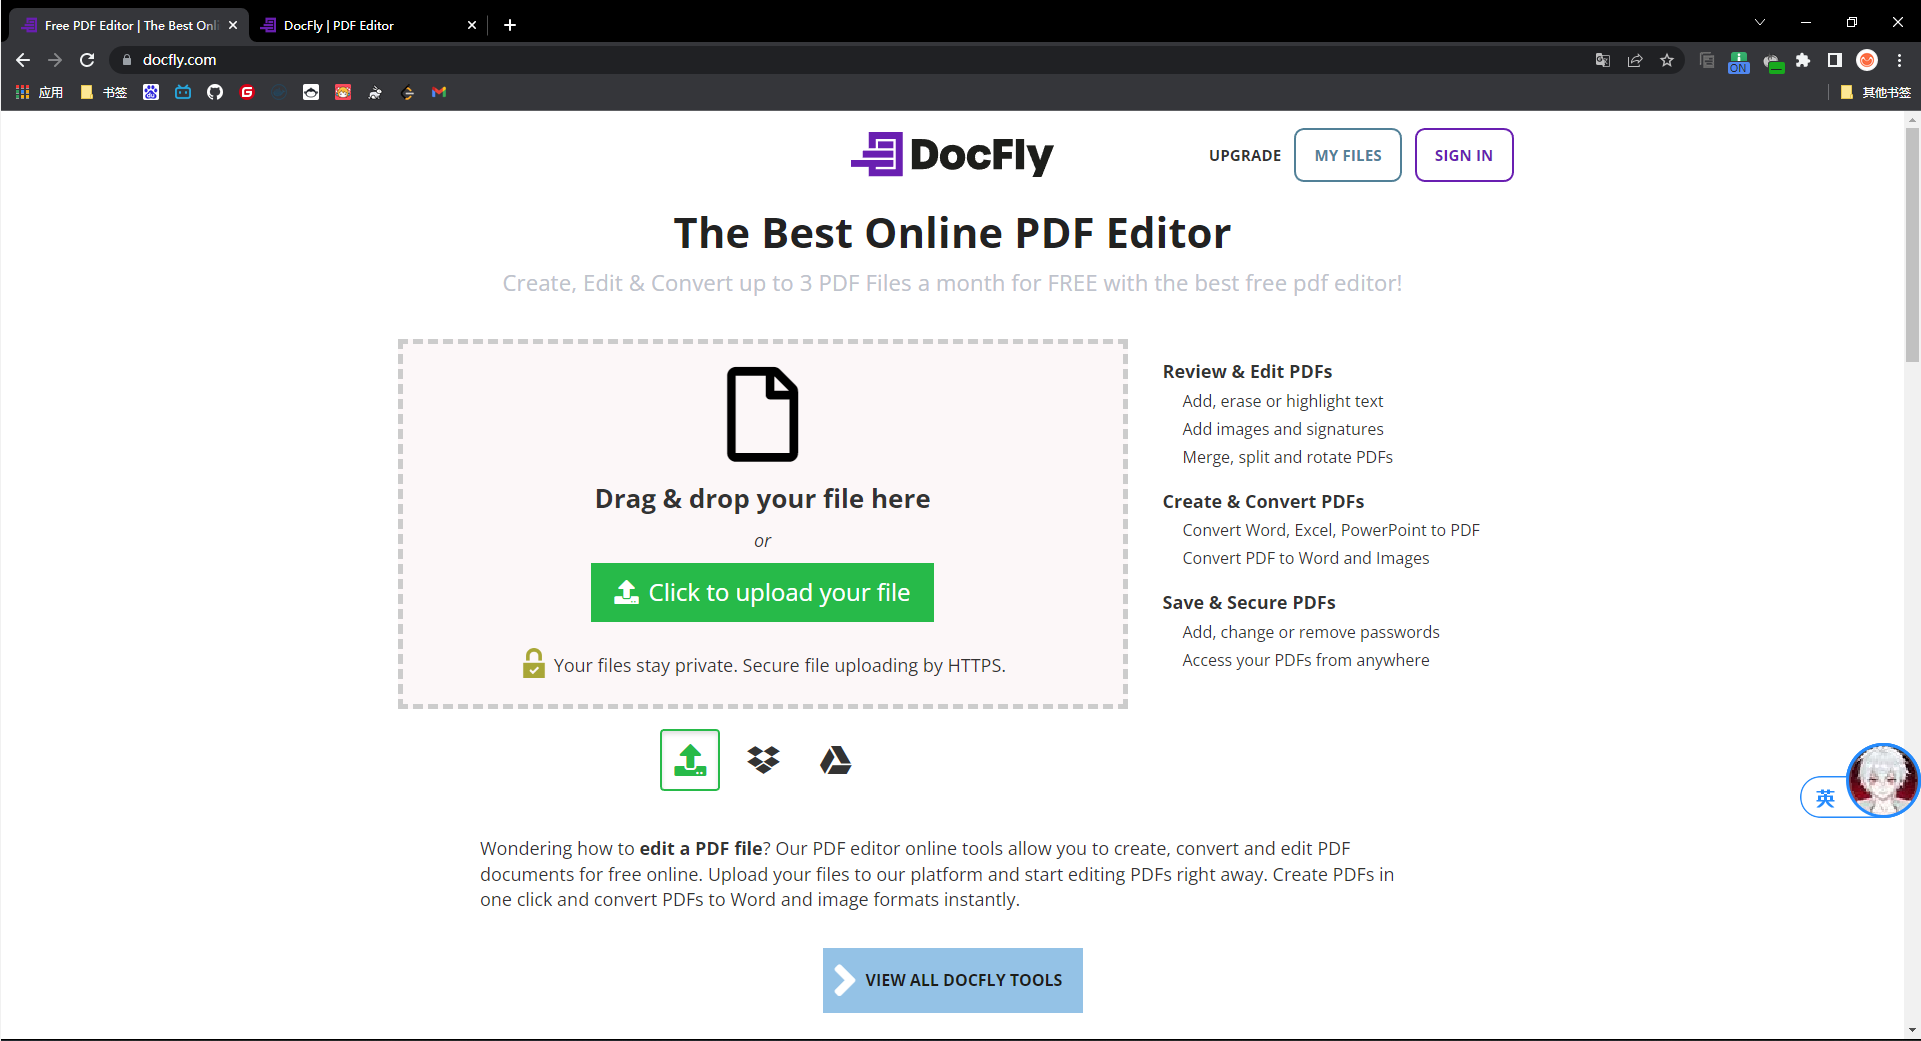 Free PDF Editor | The Best Onli
DocFly | PDF Editor
docfly.com
ON
应用
书签
其他书签
DocFly
UPGRADE
MY FILES
SIGN IN
The Best Online PDF Editor
Create, Edit & Convert up to 3 PDF Files a month for FREE with the best free pdf editor!
Drag & drop your file here
or
Click to upload your file
Your files stay private. Secure file uploading by HTTPS.
Review & Edit PDFs
Add, erase or highlight text
Add images and signatures
Merge, split and rotate PDFs
Create & Convert PDFs
Convert Word, Excel, PowerPoint to PDF
Convert PDF to Word and Images
Save & Secure PDFs
Add, change or remove passwords
Access your PDFs from anywhere
英
Wondering how to edit a PDF file? Our PDF editor online tools allow you to create, convert and edit PDF
documents for free online. Upload your files to our platform and start editing PDFs right away. Create PDFs in
one click and convert PDFs to Word and image formats instantly.
VIEW ALL DOCFLY TOOLS